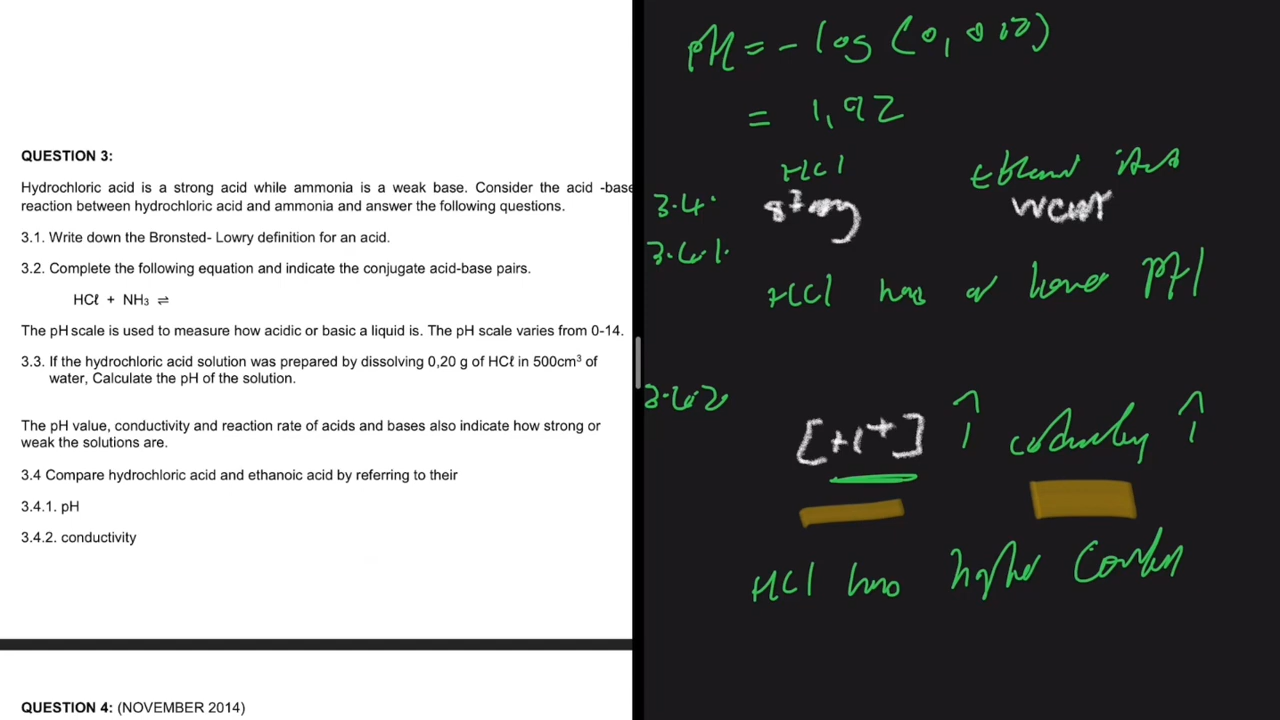 QUESTION 3:
Hydrochloric acid is a strong acid while ammonia is a weak base. Consider the acid -base
reaction between hydrochloric acid and ammonia and answer the following questions.
3.1. Write down the Bronsted- Lowry definition for an acid.
3.2. Complete the following equation and indicate the conjugate acid-base pairs.
HCℓ + NH₃ ⇌
The pH scale is used to measure how acidic or basic a liquid is. The pH scale varies from 0-14.
3.3. If the hydrochloric acid solution was prepared by dissolving 0,20 g of HCℓ in 500cm³ of
water, Calculate the pH of the solution.
The pH value, conductivity and reaction rate of acids and bases also indicate how strong or
weak the solutions are.
3.4 Compare hydrochloric acid and ethanoic acid by referring to their
3.4.1. pH
3.4.2. conductivity
QUESTION 4: (NOVEMBER 2014)
pH = - log (0,012)
= 1,92
HCl
3.4. strong weak
3.4.1.
HCl has a lower pH
3.4.2
[H+] ↑ ↑
HCl has higher